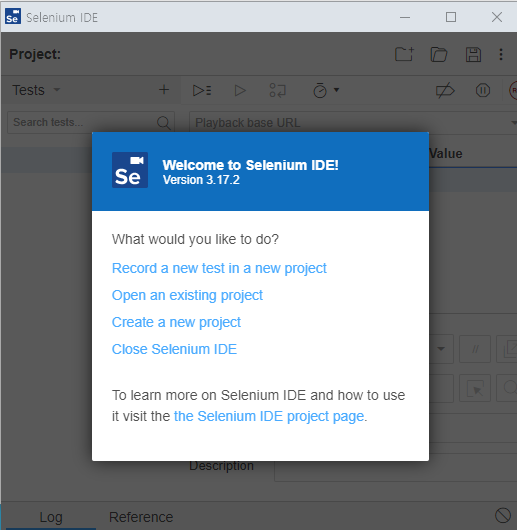 Se Selenium IDE
Project:
Tests
Search tests...
Playback base URL
Value
Se
Welcome to Selenium IDE!
Version 3.17.2
What would you like to do?
Record a new test in a new project
Open an existing project
Create a new project
Close Selenium IDE
To learn more on Selenium IDE and how to use
it visit the the Selenium IDE project page.
//
Description
Log Reference